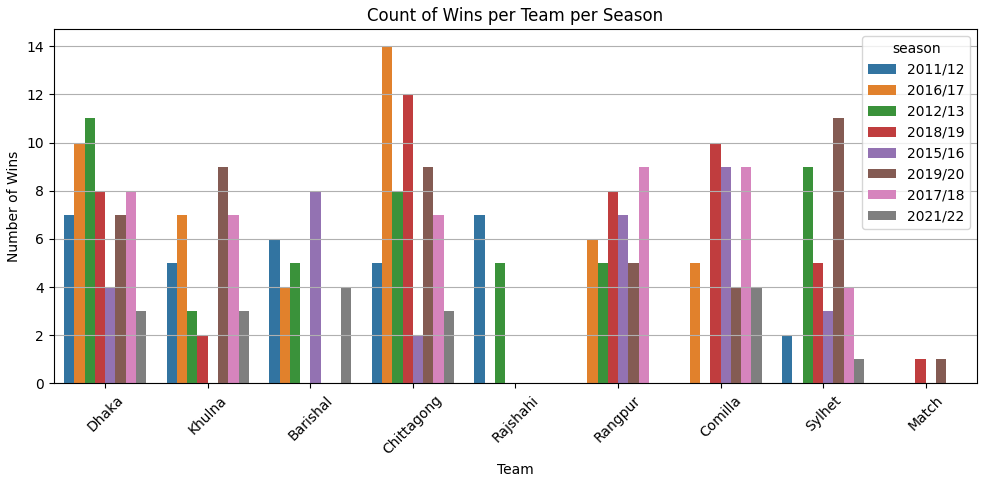 Count of Wins per Team per Season
Number of Wins
14
12
10
8
6
4
2
0
season
2011/12
2016/17
2012/13
2018/19
2015/16
2019/20
2017/18
2021/22
Dhaka
Khulna
Barishal
Chittagong
Rajshahi
Rangpur
Comilla
Sylhet
Match
Team